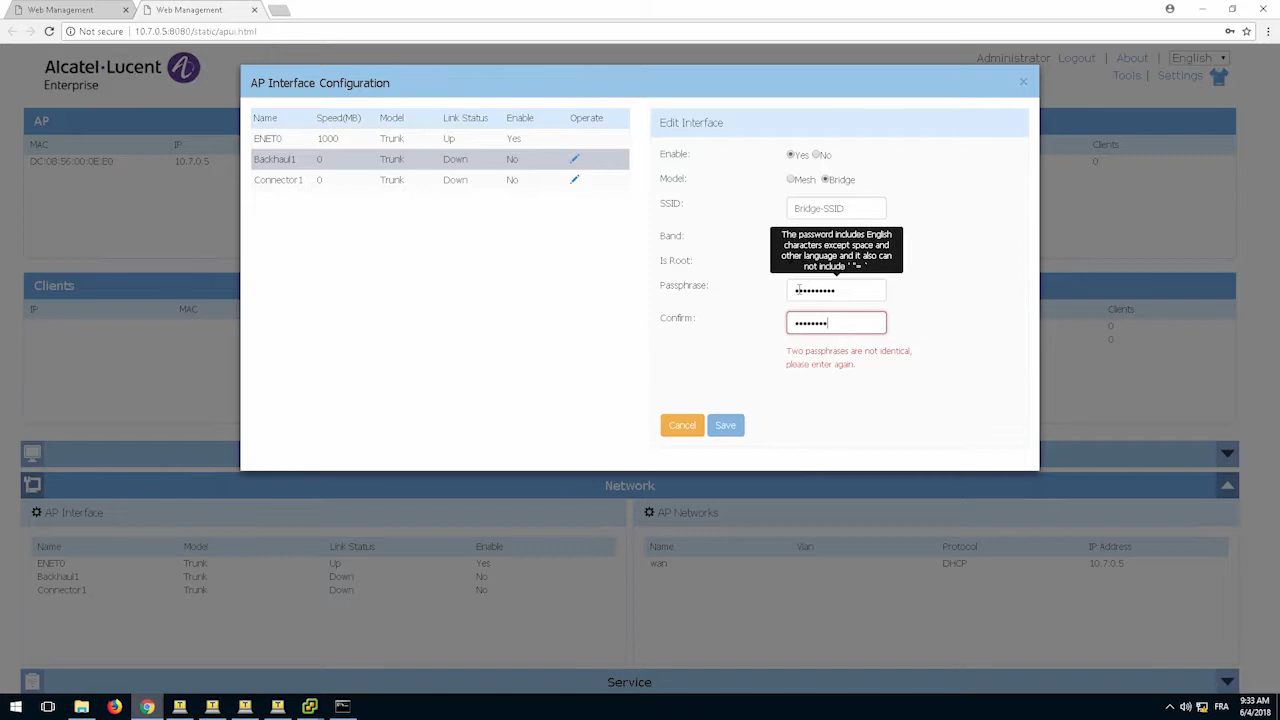 Web Management
Web Management
Not secure | 10.7.0.5:8080/static/apui.html
Alcatel·Lucent
Enterprise
Administrator Logout | About | English
Tools | Settings
AP
MAC IP Clients
DC:0B:56:00:0E:E0 10.7.0.5 0
Clients
IP MAC Clients
0
0
AP Interface Configuration
Name Speed(MB) Model Link Status Enable Operate
ENET0 1000 Trunk Up Yes
Backhaul1 0 Trunk Down No
Connector1 0 Trunk Down No
Edit Interface
Enable: Yes No
Model: Mesh Bridge
SSID: Bridge-SSID
Band:
The password includes English
characters except space and
other language and it also can
not include ' "= `
Is Root:
Passphrase: ••••••••••
Confirm: ••••••••
Two passphrases are not identical,
please enter again.
Cancel Save
Network
AP Interface
Name Model Link Status Enable
ENET0 Trunk Up Yes
Backhaul1 Trunk Down No
Connector1 Trunk Down No
AP Networks
Name Vlan Protocol IP Address
wan DHCP 10.7.0.5
Service
FRA
9:33 AM
6/4/2018